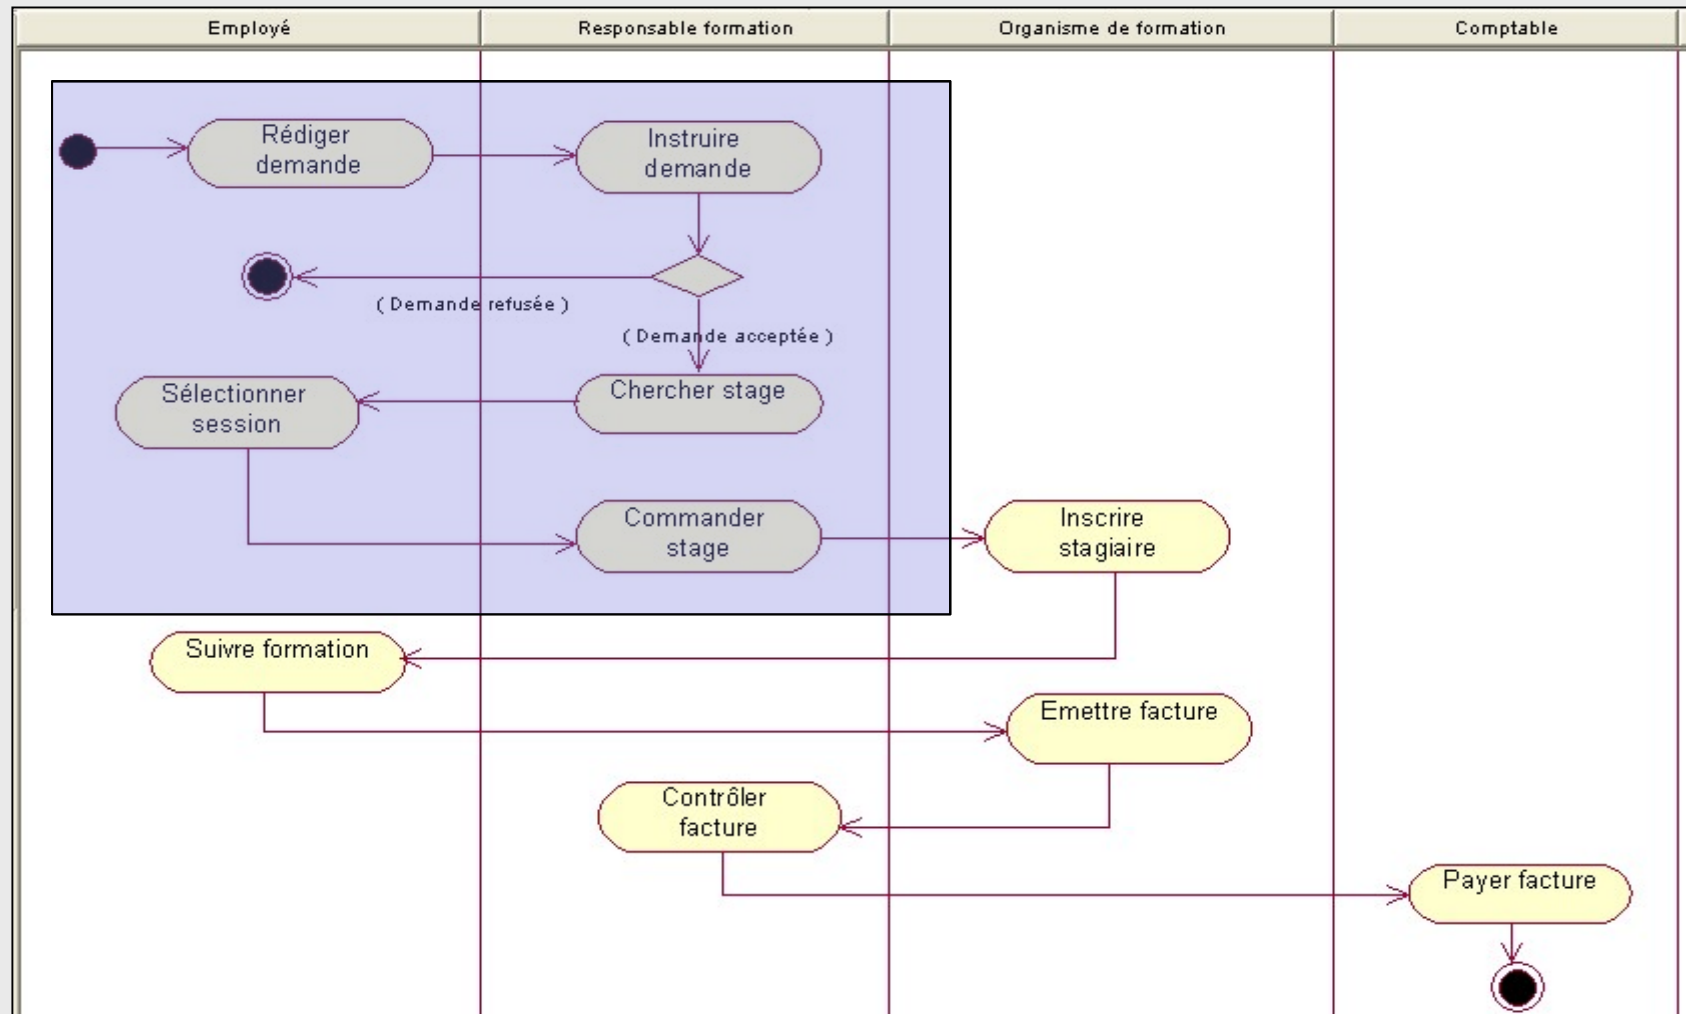 Employé
Responsable formation
Organisme de formation
Comptable
Rédiger
demande
Instruire
demande
( Demande refusée )
( Demande acceptée )
Sélectionner
session
Chercher stage
Commander
stage
Inscrire
stagiaire
Suivre formation
Emettre facture
Contrôler
facture
Payer facture